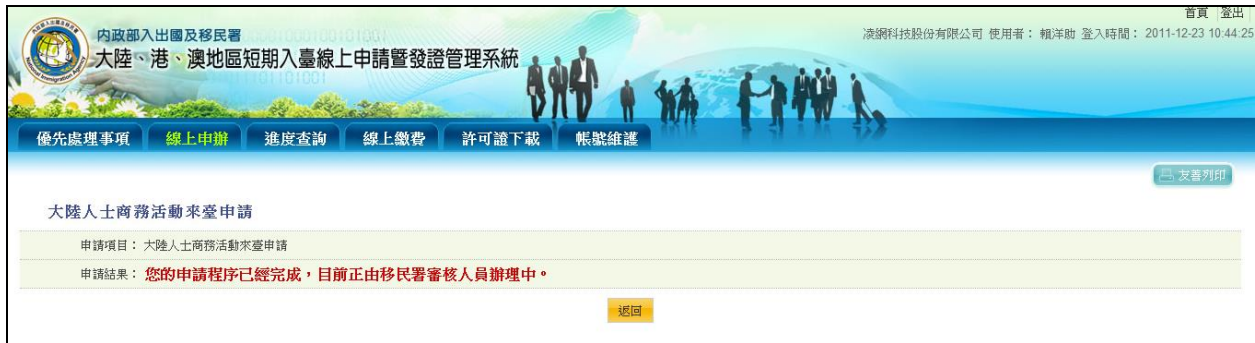 首頁 登出
內政部入出國及移民署
凌網科技股份有限公司 使用者： 賴洋助 登入時間： 2011-12-23 10:44:25
大陸、港、澳地區短期入臺線上申請暨發證管理系統
優先處理事項 線上申辦 進度查詢 線上繳費 許可證下載 帳號維護
友善列印
大陸人士商務活動來臺申請
申請項目： 大陸人士商務活動來臺申請
申請結果： 您的申請程序已經完成，目前正由移民署審核人員辦理中。
返回